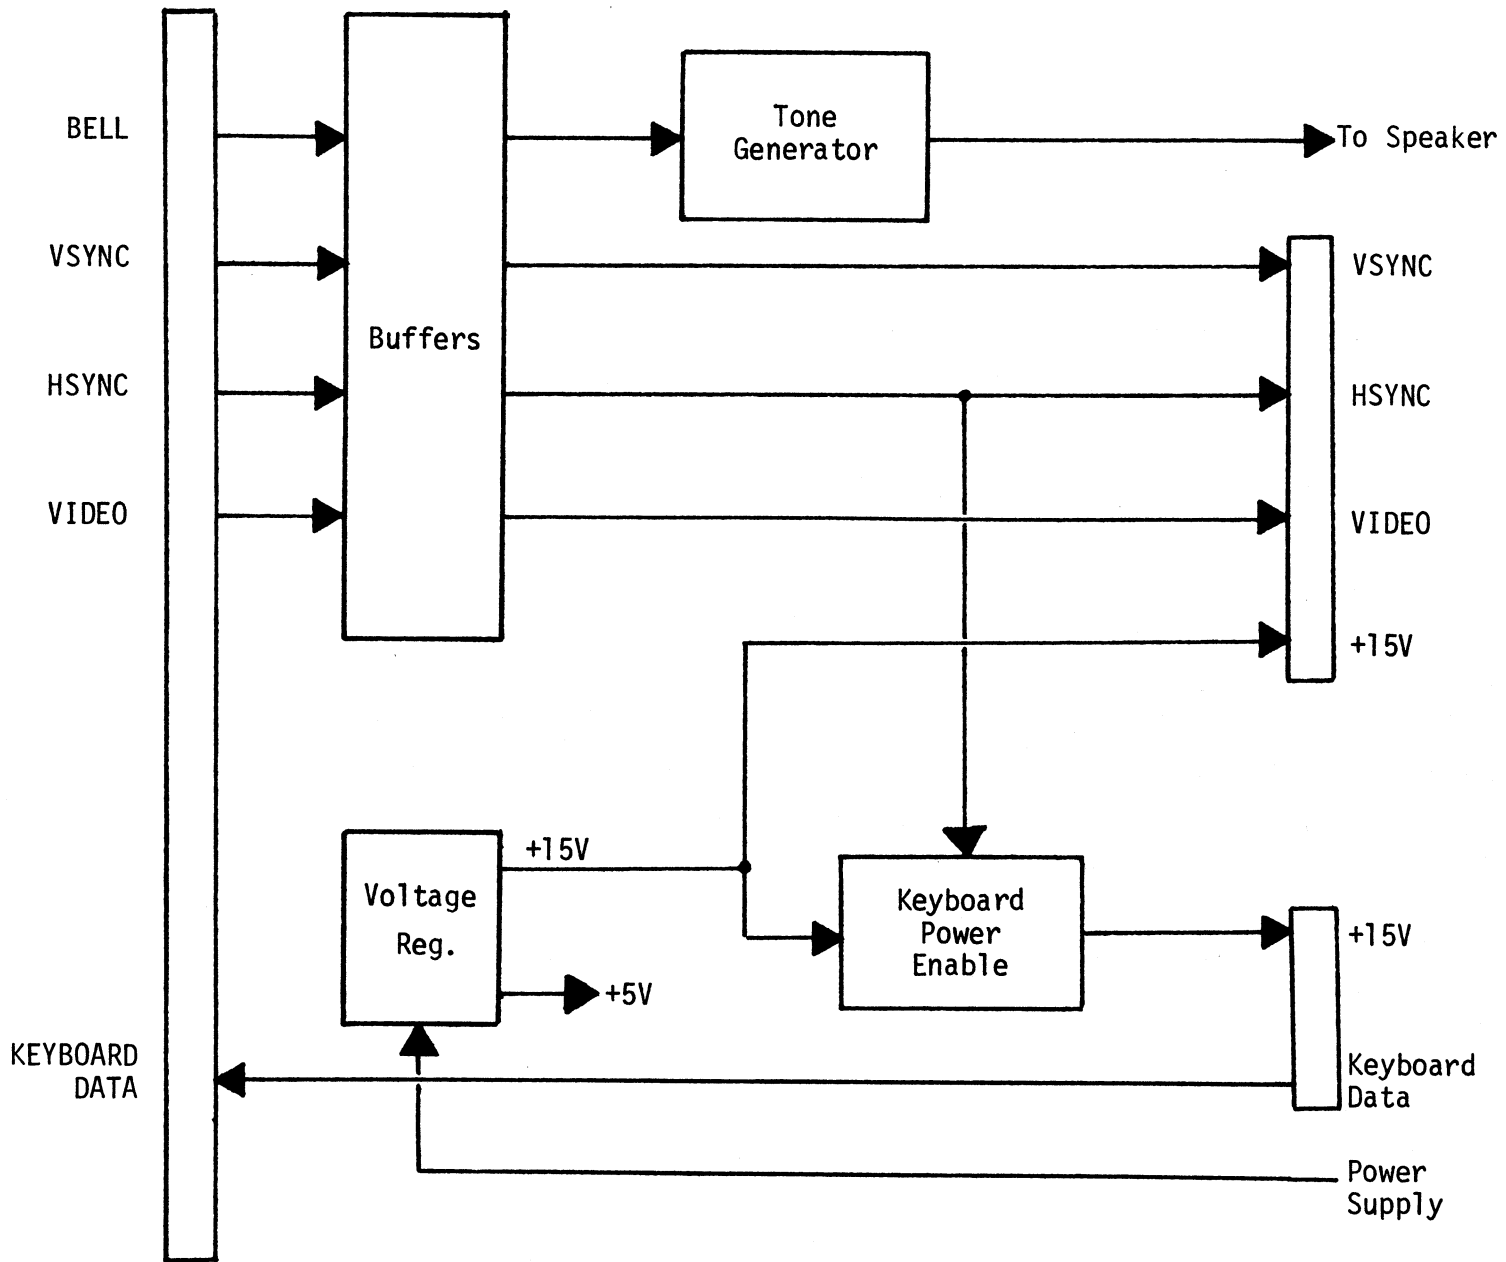 BELL
Tone
Generator
To Speaker
VSYNC
VSYNC
Buffers
HSYNC
HSYNC
VIDEO
VIDEO
+15V
+15V
Voltage
Reg.
Keyboard
Power
Enable
+15V
+5V
KEYBOARD
DATA
Keyboard
Data
Power
Supply